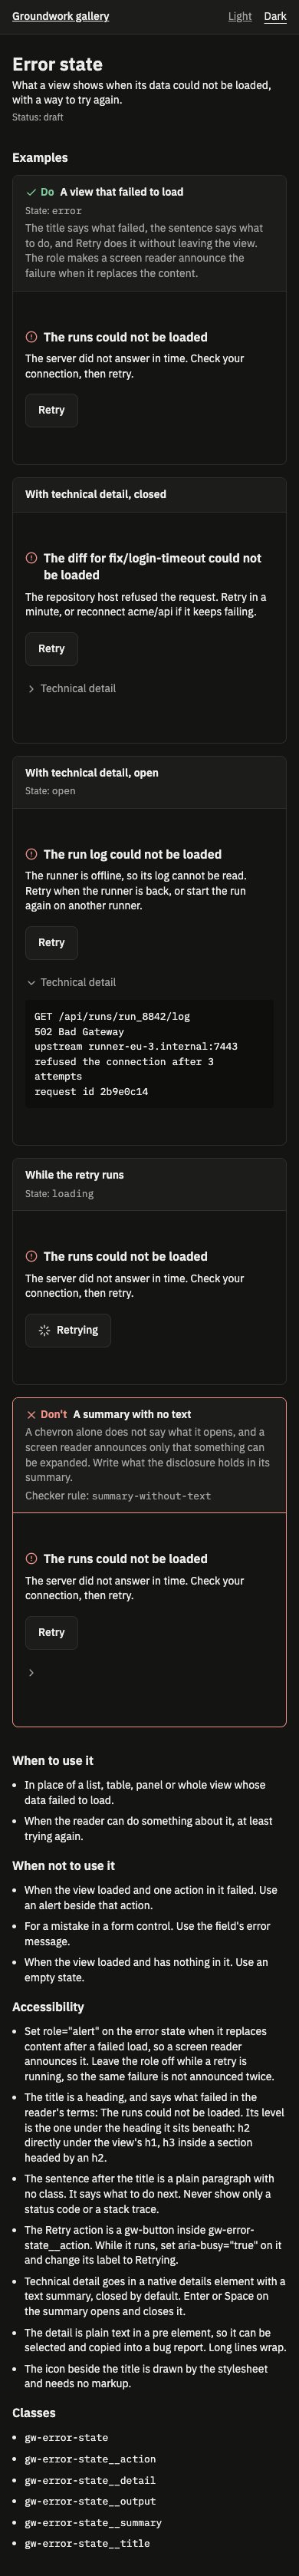 Groundwork gallery
Light
Dark
Error state
What a view shows when its data could not be loaded,
with a way to try again.
Status: draft
Examples
Do A view that failed to load
State: error
The title says what failed, the sentence says what
to do, and Retry does it without leaving the view.
The role makes a screen reader announce the
failure when it replaces the content.
The runs could not be loaded
The server did not answer in time. Check your
connection, then retry.
Retry
With technical detail, closed
The diff for fix/login-timeout could not
be loaded
The repository host refused the request. Retry in a
minute, or reconnect acme/api if it keeps failing.
Retry
Technical detail
With technical detail, open
State: open
The run log could not be loaded
The runner is offline, so its log cannot be read.
Retry when the runner is back, or start the run
again on another runner.
Retry
Technical detail
GET /api/runs/run_8842/log
502 Bad Gateway
upstream runner-eu-3.internal:7443
refused the connection after 3
attempts
request id 2b9e0c14
While the retry runs
State: loading
The runs could not be loaded
The server did not answer in time. Check your
connection, then retry.
Retrying
Don't A summary with no text
A chevron alone does not say what it opens, and a
screen reader announces only that something can
be expanded. Write what the disclosure holds in its
summary.
Checker rule: summary-without-text
The runs could not be loaded
The server did not answer in time. Check your
connection, then retry.
Retry
When to use it
• In place of a list, table, panel or whole view whose
data failed to load.
• When the reader can do something about it, at least
trying again.
When not to use it
• When the view loaded and one action in it failed. Use
an alert beside that action.
• For a mistake in a form control. Use the field's error
message.
• When the view loaded and has nothing in it. Use an
empty state.
Accessibility
• Set role="alert" on the error state when it replaces
content after a failed load, so a screen reader
announces it. Leave the role off while a retry is
running, so the same failure is not announced twice.
• The title is a heading, and says what failed in the
reader's terms: The runs could not be loaded. Its level
is the one under the heading it sits beneath: h2
directly under the view's h1, h3 inside a section
headed by an h2.
• The sentence after the title is a plain paragraph with
no class. It says what to do next. Never show only a
status code or a stack trace.
• The Retry action is a gw-button inside gw-error-
state__action. While it runs, set aria-busy="true" on it
and change its label to Retrying.
• Technical detail goes in a native details element with a
text summary, closed by default. Enter or Space on
the summary opens and closes it.
• The detail is plain text in a pre element, so it can be
selected and copied into a bug report. Long lines wrap.
• The icon beside the title is drawn by the stylesheet
and needs no markup.
Classes
• gw-error-state
• gw-error-state__action
• gw-error-state__detail
• gw-error-state__output
• gw-error-state__summary
• gw-error-state__title